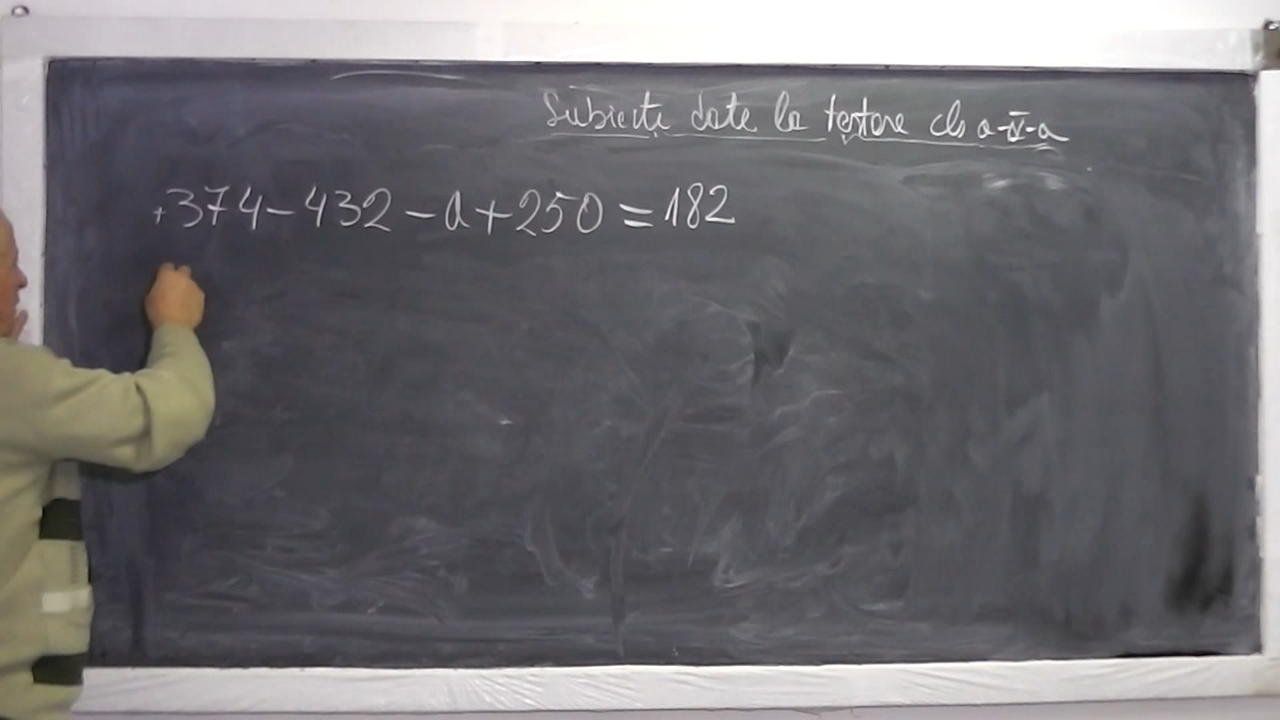 Subiecte date la testare cls a-V-a
+374-432-a+250=182